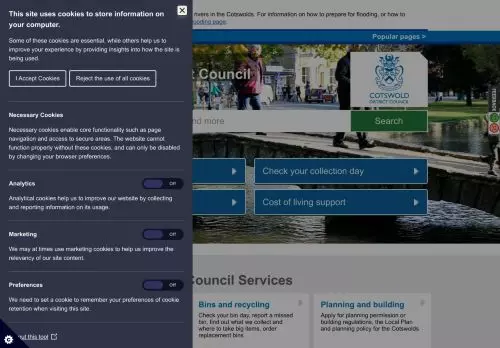 This site uses cookies to store information on
your computer.
Some of these cookies are essential, while others help us to
improve your experience by providing insights into how the site is
being used.
I Accept Cookies
Reject the use of all cookies
Necessary Cookies
Necessary cookies enable core functionality such as page
navigation and access to secure areas. The website cannot
function properly without these cookies, and can only be disabled
by changing your browser preferences.
Analytics
Off
Analytical cookies help us to improve our website by collecting
and reporting information on its usage.
Marketing
Off
We may at times use marketing cookies to help us improve the
relevancy of our site content.
Preferences
Off
We need to set a cookie to remember your preferences of cookie
retention when visiting this site.
out this tool
rivers in the Cotswolds. For information on how to prepare for flooding, or how to
ooding page.
Popular pages >
t Council
COTSWOLD
DISTRICT COUNCIL
nd more
Search
Check your collection day
Cost of living support
Council Services
Bins and recycling
Check your bin day, report a missed
bin, find out what we collect and
where to take big items, order
replacement bins
Planning and building
Apply for planning permission or
building regulations, the Local Plan
and planning policy for the Cotswolds